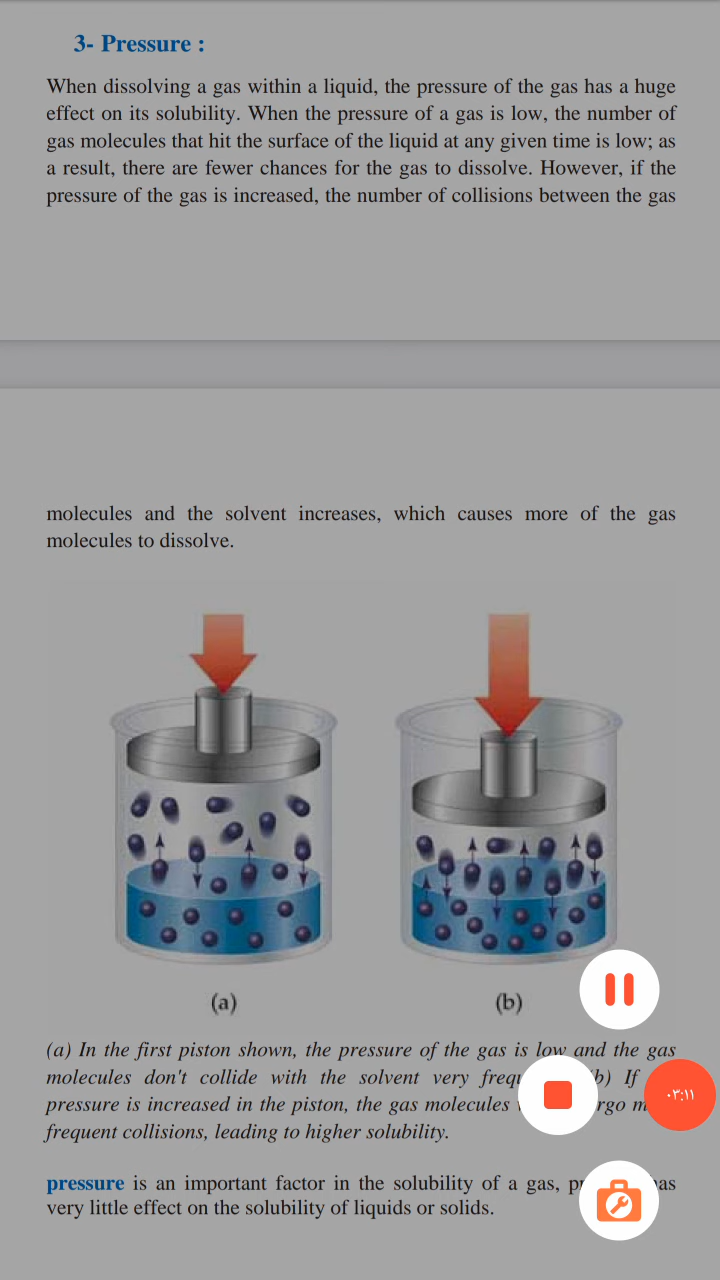 3- Pressure :
When dissolving a gas within a liquid, the pressure of the gas has a huge
effect on its solubility. When the pressure of a gas is low, the number of
gas molecules that hit the surface of the liquid at any given time is low; as
a result, there are fewer chances for the gas to dissolve. However, if the
pressure of the gas is increased, the number of collisions between the gas
molecules and the solvent increases, which causes more of the gas
molecules to dissolve.
(a) (b)
(a) In the first piston shown, the pressure of the gas is low and the gas
molecules don't collide with the solvent very b) If
pressure is increased in the piston, the gas molecules
٠٣:١١
frequent collisions, leading to higher solubility.
pressure is an important factor in the solubility of a gas,
very little effect on the solubility of liquids or solids.